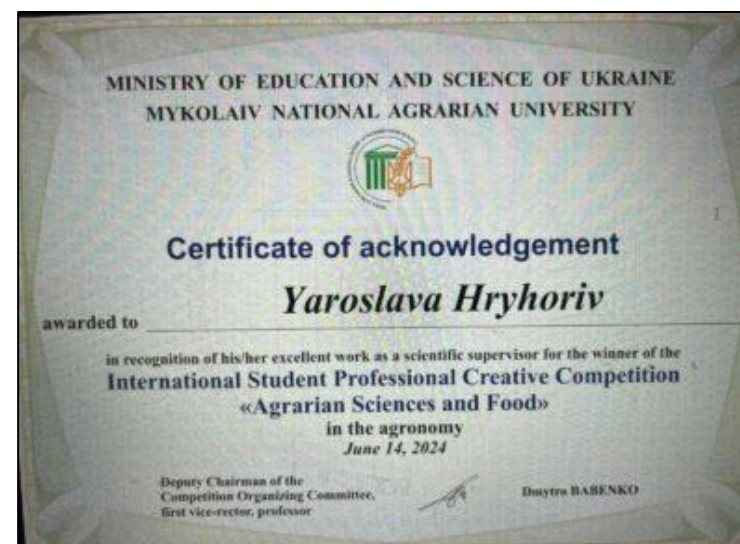 MINISTRY OF EDUCATION AND SCIENCE OF UKRAINE
MYKOLAIV NATIONAL AGRARIAN UNIVERSITY
Certificate of acknowledgement
Yaroslava Hryhoriv
awarded to
in recognition of his/her excellent work as a scientific supervisor for the winner of the
International Student Professional Creative Competition
«Agrarian Sciences and Food»
in the agronomy
June 14, 2024
Deputy Chairman of the
Competition Organizing Committee,
first vice-rector, professor
Dmytro BABENKO